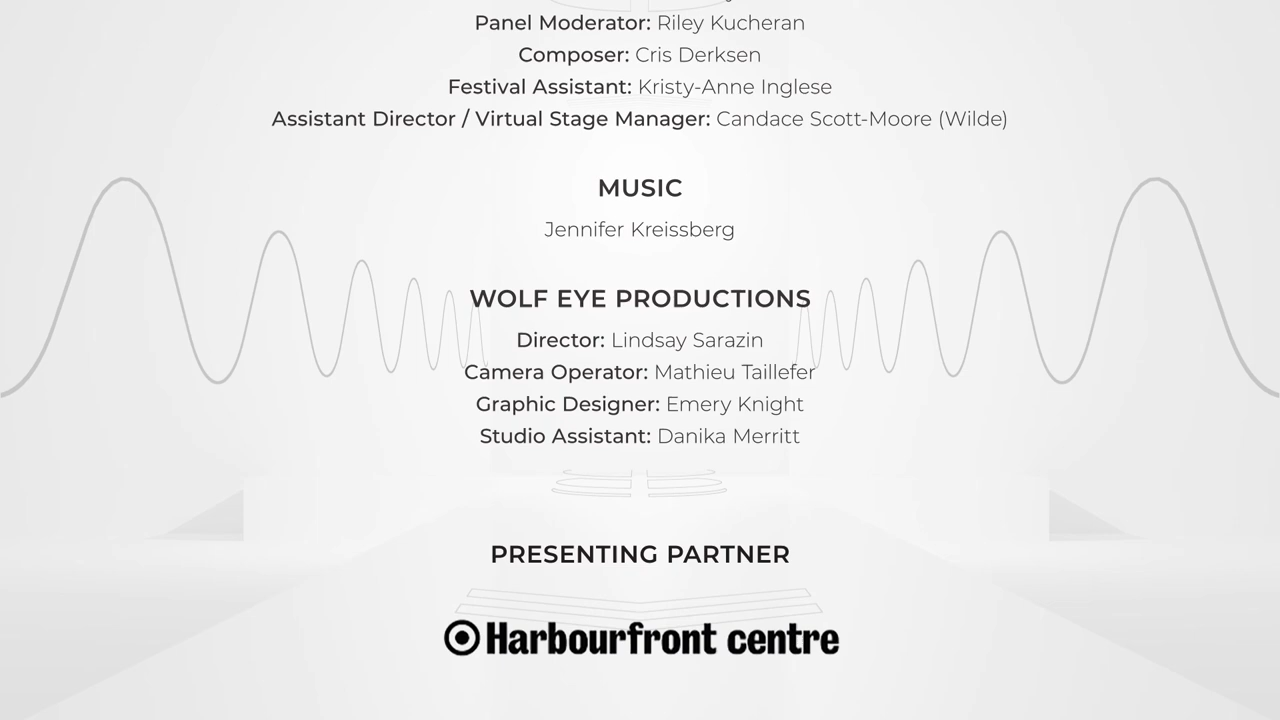 Panel Moderator: Riley Kucheran
Composer: Cris Derksen
Festival Assistant: Kristy-Anne Inglese
Assistant Director / Virtual Stage Manager: Candace Scott-Moore (Wilde)
MUSIC
Jennifer Kreissberg
WOLF EYE PRODUCTIONS
Director: Lindsay Sarazin
Camera Operator: Mathieu Taillefer
Graphic Designer: Emery Knight
Studio Assistant: Danika Merritt
PRESENTING PARTNER
Harbourfront centre